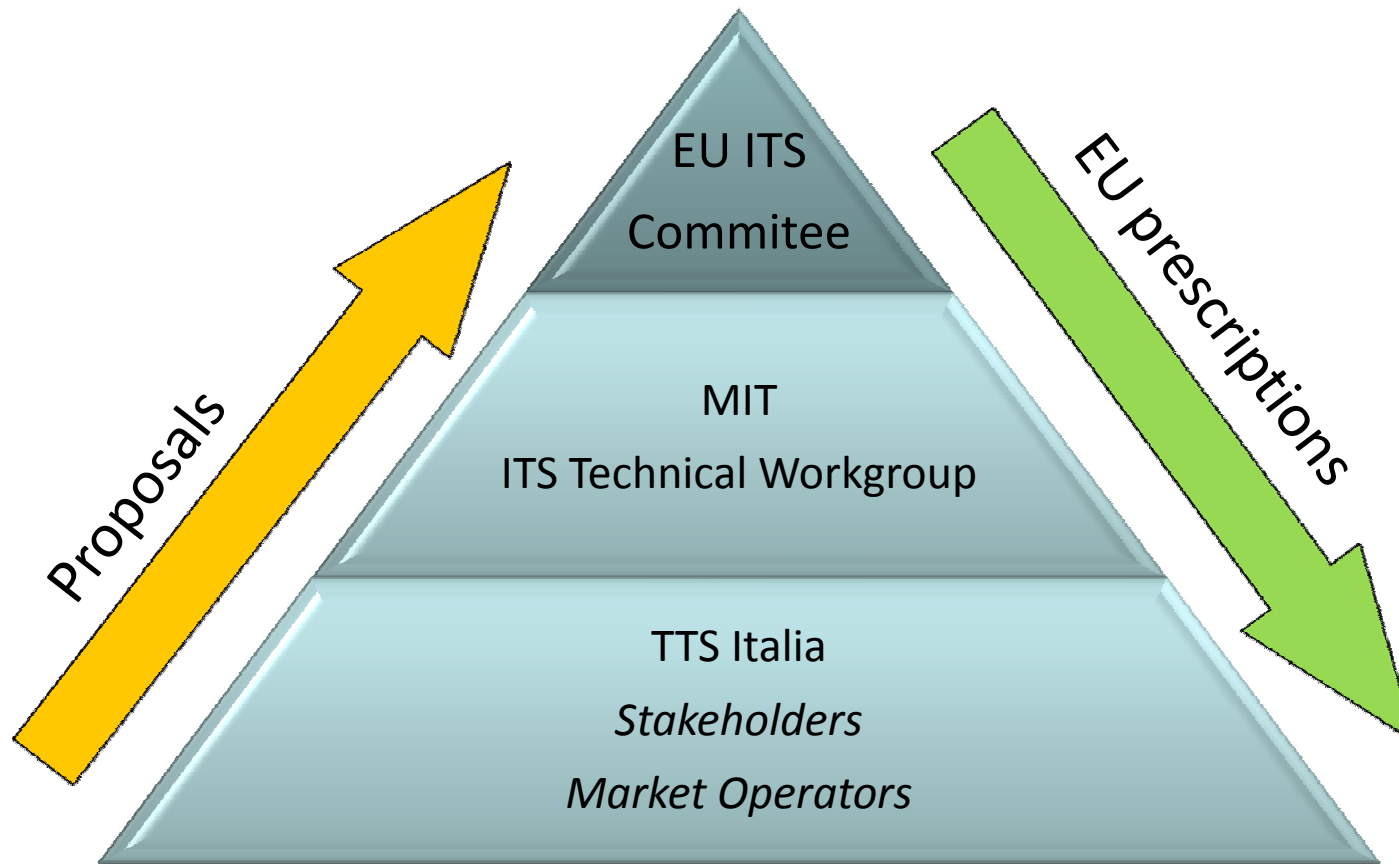 EU ITS
Commitee
Proposals
EU prescriptions
MIT
ITS Technical Workgroup
TTS Italia
Stakeholders
Market Operators